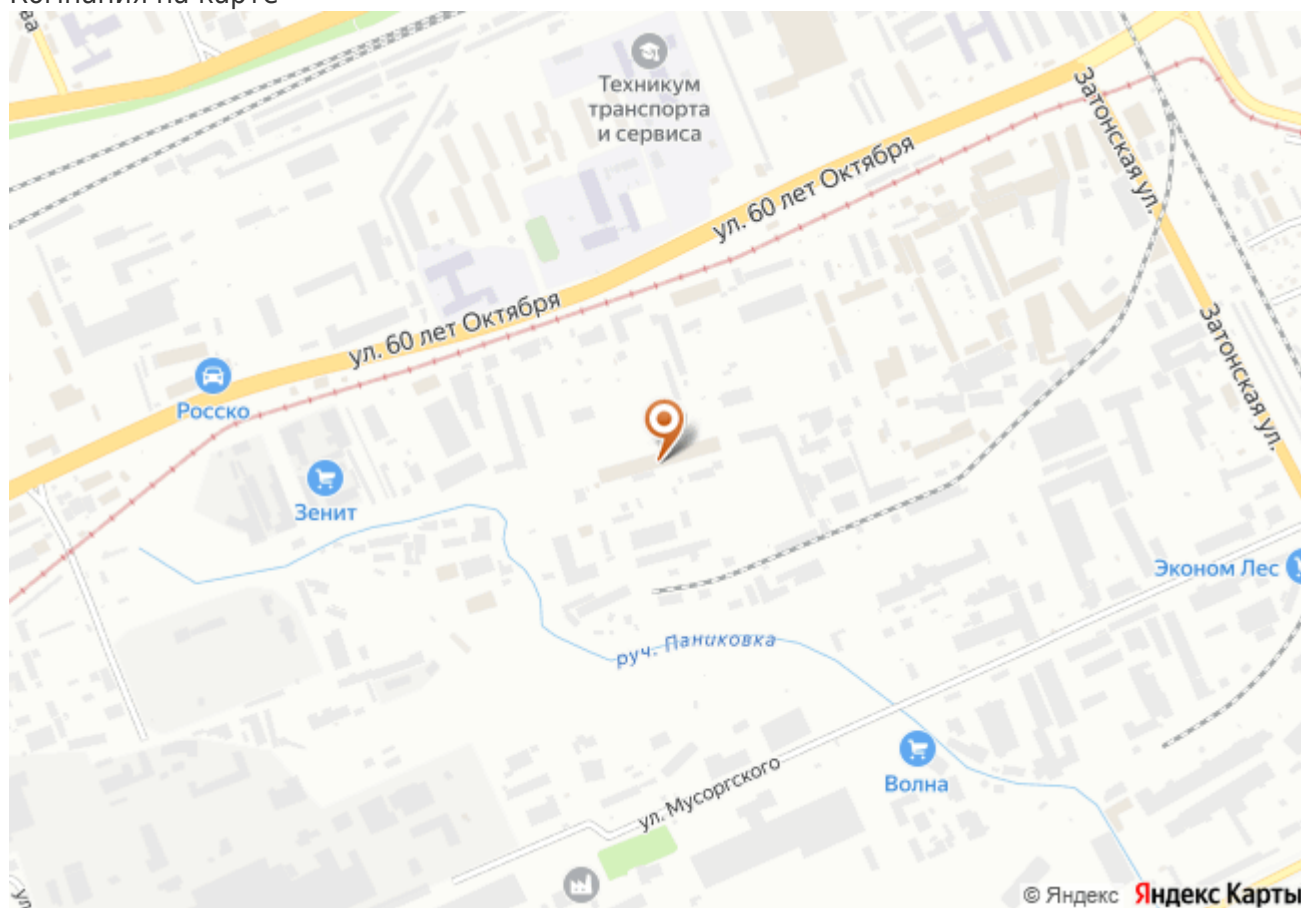 Компания на карте
Техникум
транспорта
и сервиса
Затонская ул.
ул. 60 лет Октября
ул. 60 лет Октября
Затонская ул.
Росско
Зенит
Эконом Лес
руч. Паниковка
Волна
ул. Мусоргского
© Яндекс Яндекс Карты